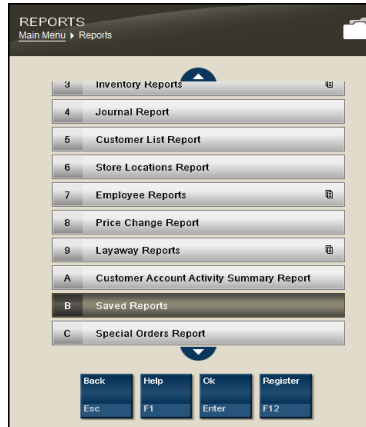 REPORTS
Main Menu ▸ Reports
3 Inventory Reports
4 Journal Report
5 Customer List Report
6 Store Locations Report
7 Employee Reports
8 Price Change Report
9 Layaway Reports
A Customer Account Activity Summary Report
B Saved Reports
C Special Orders Report
Back Help Ok Register
Esc F1 Enter F12